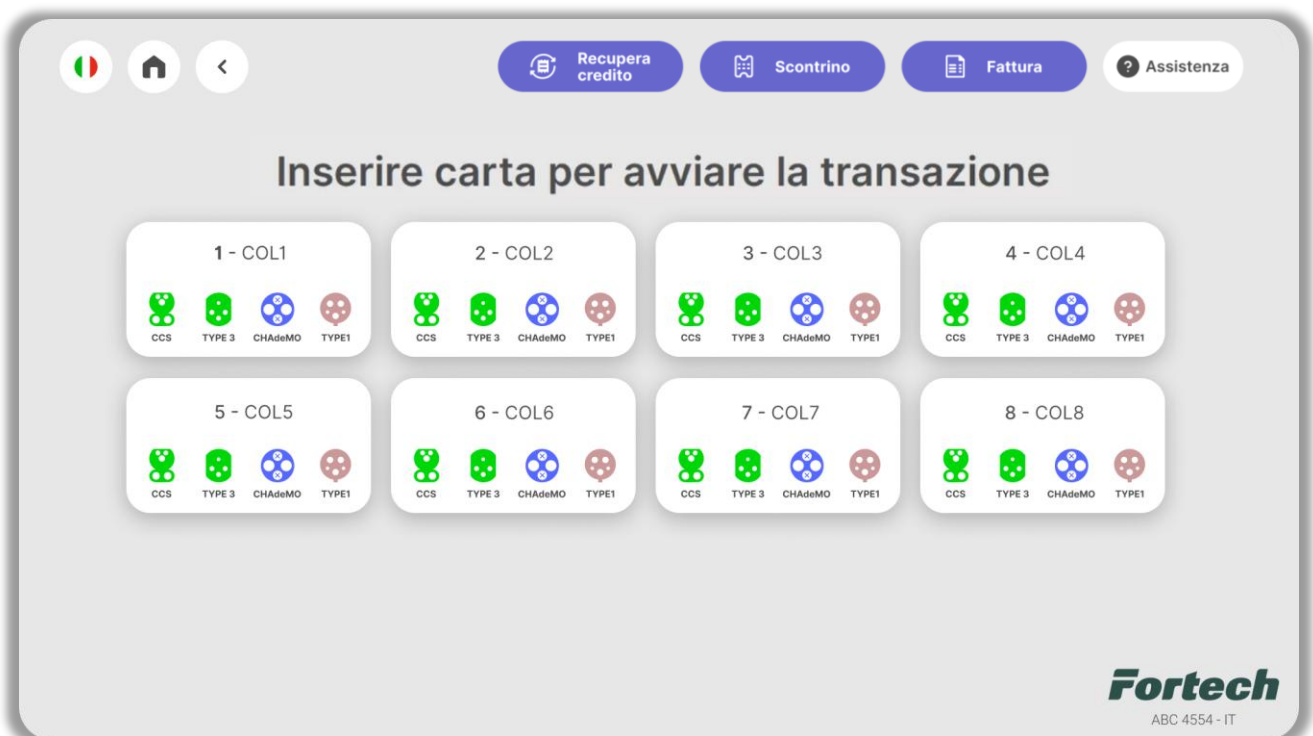 Recupera
credito
Scontrino
Fattura
? Assistenza
Inserire carta per avviare la transazione
1 - COL1
2 - COL2
3 - COL3
4 - COL4
CCS TYPE 3 CHAdeMO TYPE1
CCS TYPE 3 CHAdeMO TYPE1
CCS TYPE 3 CHAdeMO TYPE1
CCS TYPE 3 CHAdeMO TYPE1
5 - COL5
6 - COL6
7 - COL7
8 - COL8
CCS TYPE 3 CHAdeMO TYPE1
CCS TYPE 3 CHAdeMO TYPE1
CCS TYPE 3 CHAdeMO TYPE1
CCS TYPE 3 CHAdeMO TYPE1
Fortech
ABC 4554 - IT